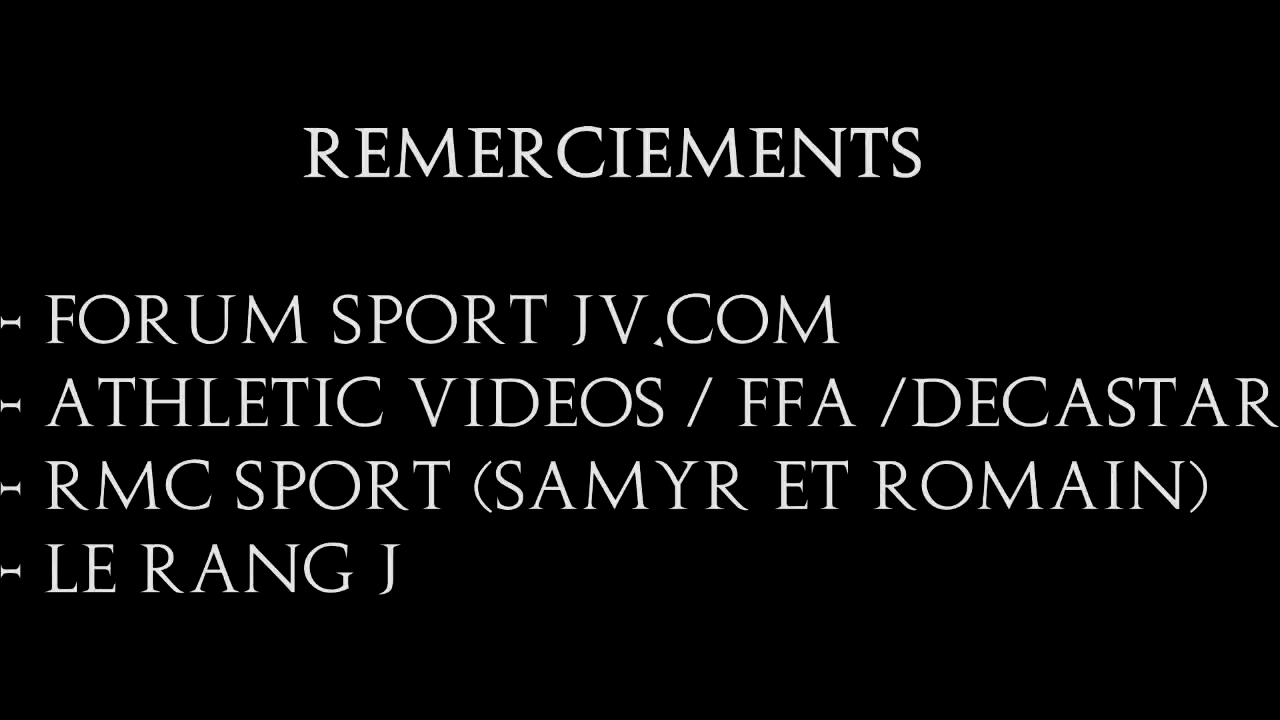 REMERCIEMENTS
- FORUM SPORT JV.COM
- ATHLETIC VIDEOS / FFA /DECASTAR
- RMC SPORT (SAMYR ET ROMAIN)
- LE RANG J